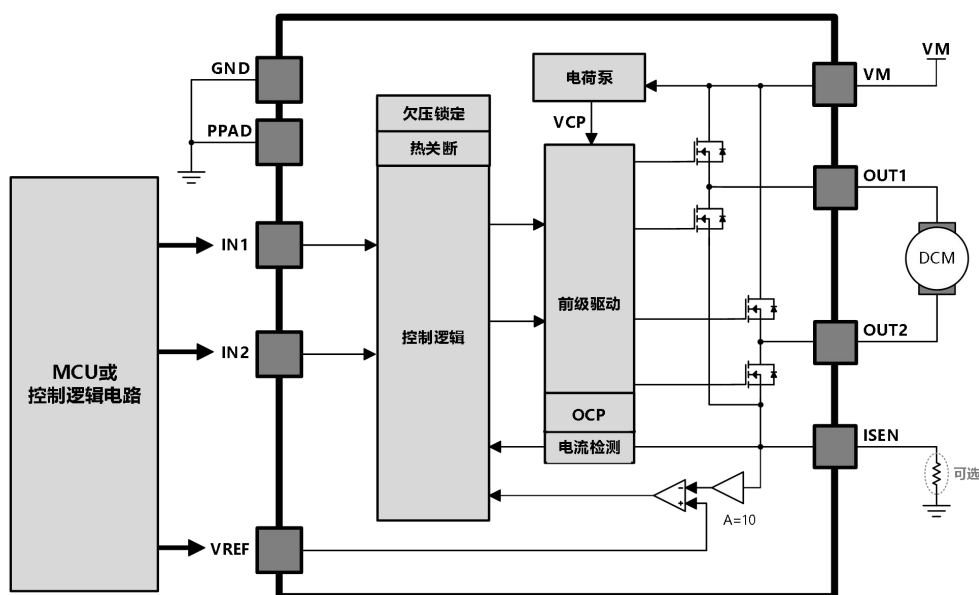 GND
PPAD
IN1
IN2
VREF
MCU或
控制逻辑电路
欠压锁定
热关断
控制逻辑
电荷泵
VCP
前级驱动
OCP
电流检测
-
+
A=10
VM
VM
OUT1
DCM
OUT2
ISEN
可选